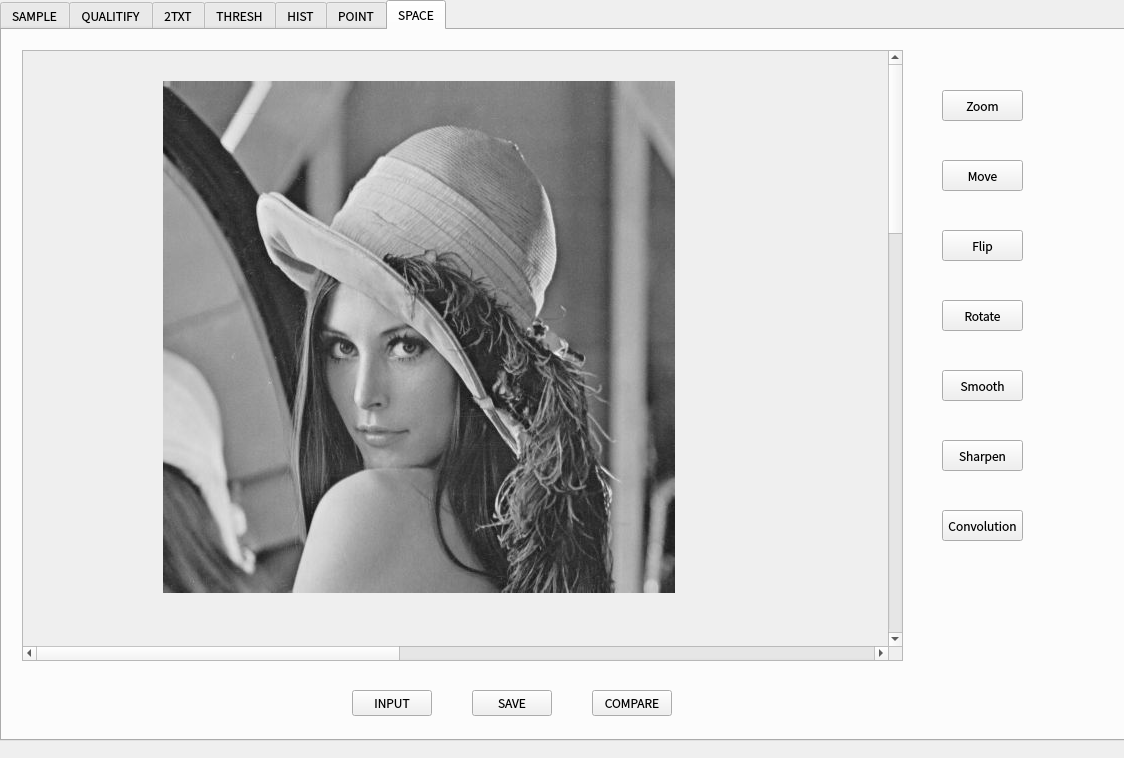 SAMPLE QUALITIFY 2TXT THRESH HIST POINT SPACE
Zoom
Move
Flip
Rotate
Smooth
Sharpen
Convolution
INPUT SAVE COMPARE